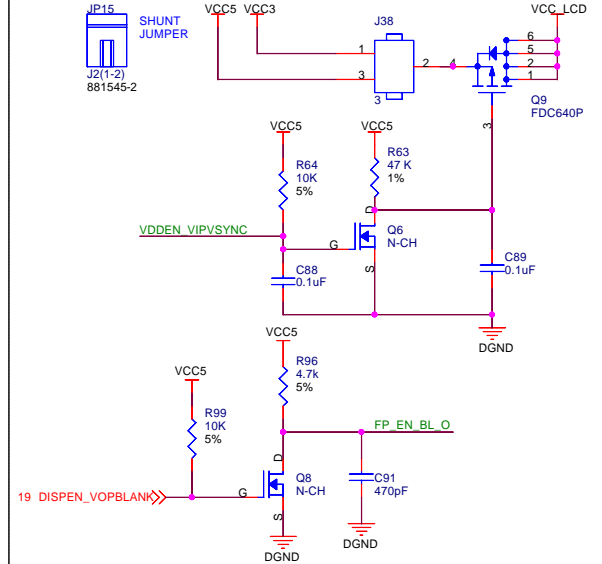 JP15
SHUNT
JUMPER
J2(1-2)
881545-2
VCC5 VCC3
J38
1
3
2
3
4
VCC_LCD
6
5
2
1
Q9
FDC640P
3
VCC5
R64
10K
5%
VCC5
R63
47 K
1%
VDDEN_VIPVSYNC
G
D
S
Q6
N-CH
C88
0.1uF
C89
0.1uF
DGND
VCC5
R96
4.7k
5%
VCC5
R99
10K
5%
FP_EN_BL_O
19 DISPEN_VOPBLANK
G
D
S
Q8
N-CH
C91
470pF
DGND
DGND